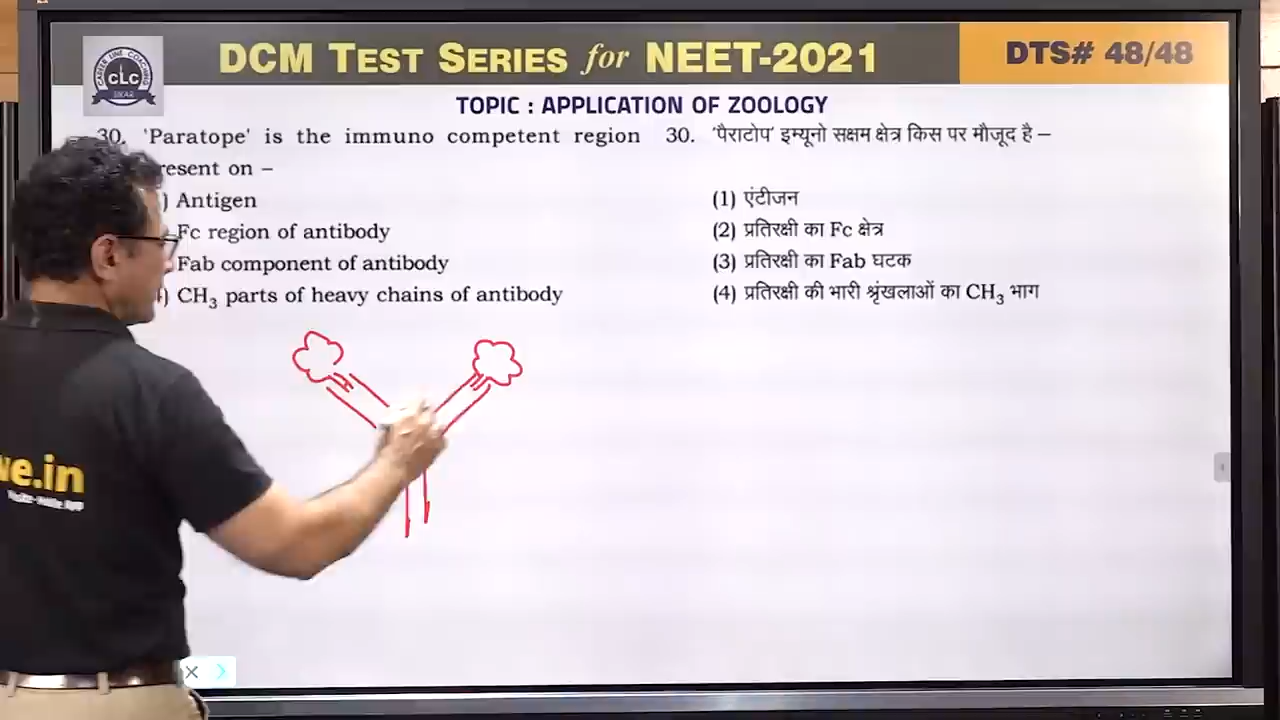 DCM TEST SERIES for NEET-2021
DTS# 48/48
CLC
SIKAR
TOPIC : APPLICATION OF ZOOLOGY
30. 'Paratope' is the immuno competent region
resent on –
) Antigen
Fc region of antibody
Fab component of antibody
) CH₃ parts of heavy chains of antibody
30. 'पैराटोप' इम्यूनो सक्षम क्षेत्र किस पर मौजूद है –
(1) एंटीजन
(2) प्रतिरक्षी का Fc क्षेत्र
(3) प्रतिरक्षी का Fab घटक
(4) प्रतिरक्षी की भारी श्रृंखलाओं का CH₃ भाग
ve.in